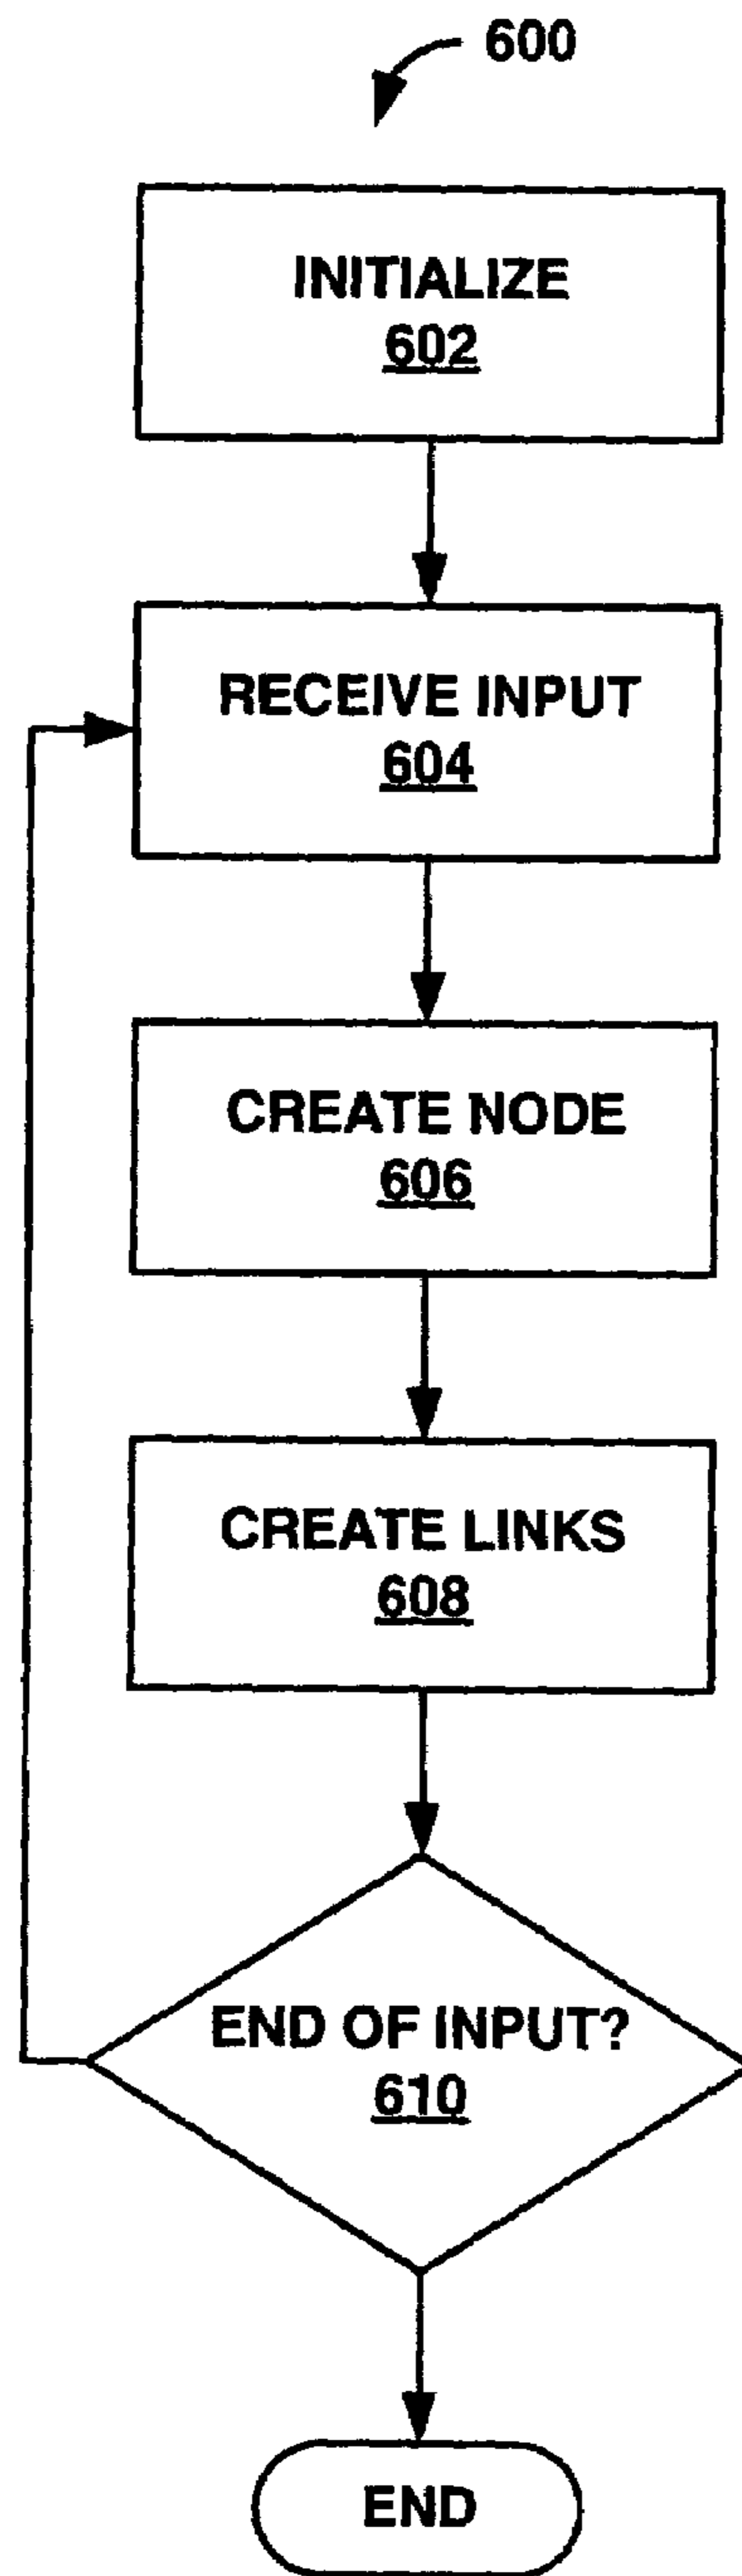 600
INITIALIZE
602
RECEIVE INPUT
604
CREATE NODE
606
CREATE LINKS
608
END OF INPUT?
610
END